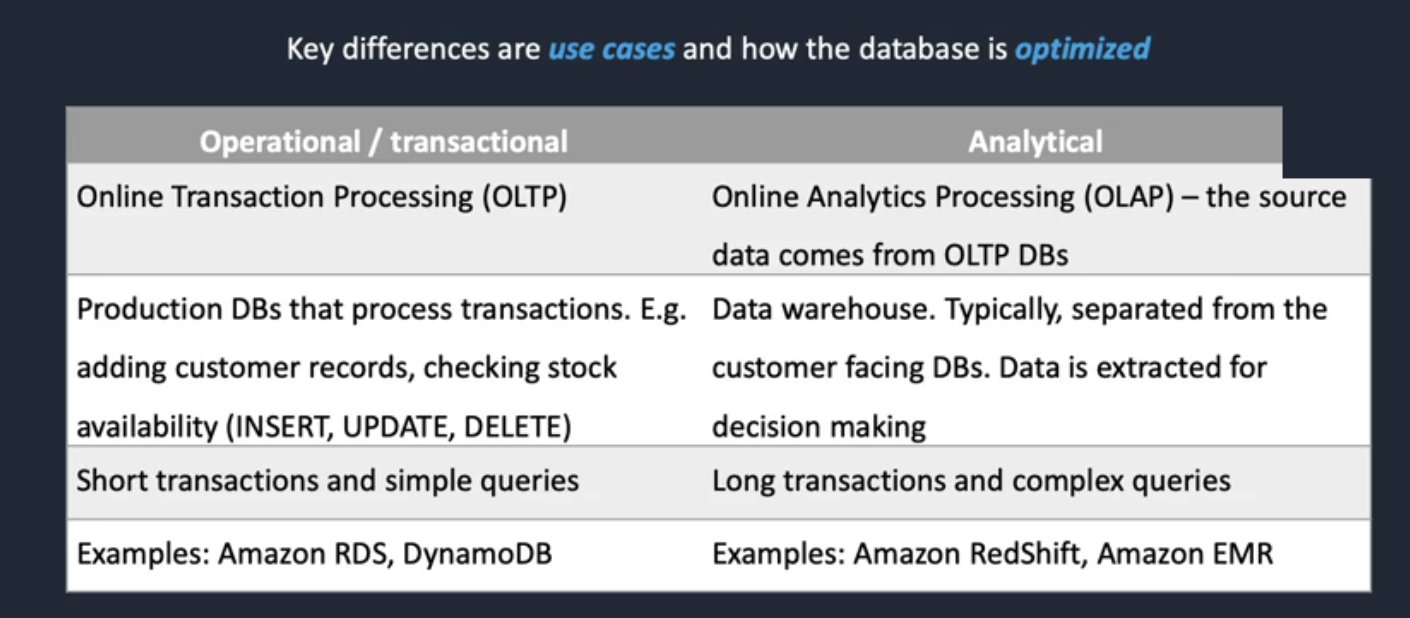 Key differences are use cases and how the database is optimized
Operational / transactional
Analytical
Online Transaction Processing (OLTP)
Online Analytics Processing (OLAP) – the source
data comes from OLTP DBs
Production DBs that process transactions. E.g.
adding customer records, checking stock
availability (INSERT, UPDATE, DELETE)
Data warehouse. Typically, separated from the
customer facing DBs. Data is extracted for
decision making
Short transactions and simple queries
Long transactions and complex queries
Examples: Amazon RDS, DynamoDB
Examples: Amazon RedShift, Amazon EMR